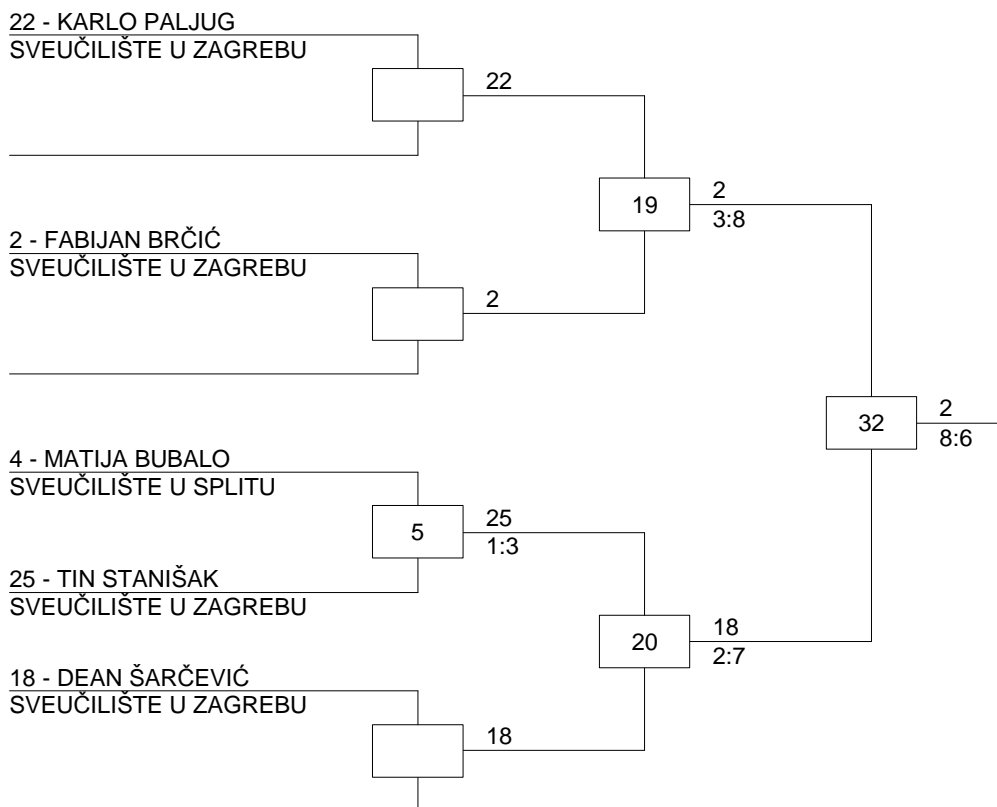 22 - KARLO PALJUG
SVEUČILIŠTE U ZAGREBU
22
19
2
3:8
2 - FABIJAN BRČIĆ
SVEUČILIŠTE U ZAGREBU
2
32
2
8:6
4 - MATIJA BUBALO
SVEUČILIŠTE U SPLITU
5
25
1:3
25 - TIN STANIŠAK
SVEUČILIŠTE U ZAGREBU
20
18
2:7
18 - DEAN ŠARČEVIĆ
SVEUČILIŠTE U ZAGREBU
18